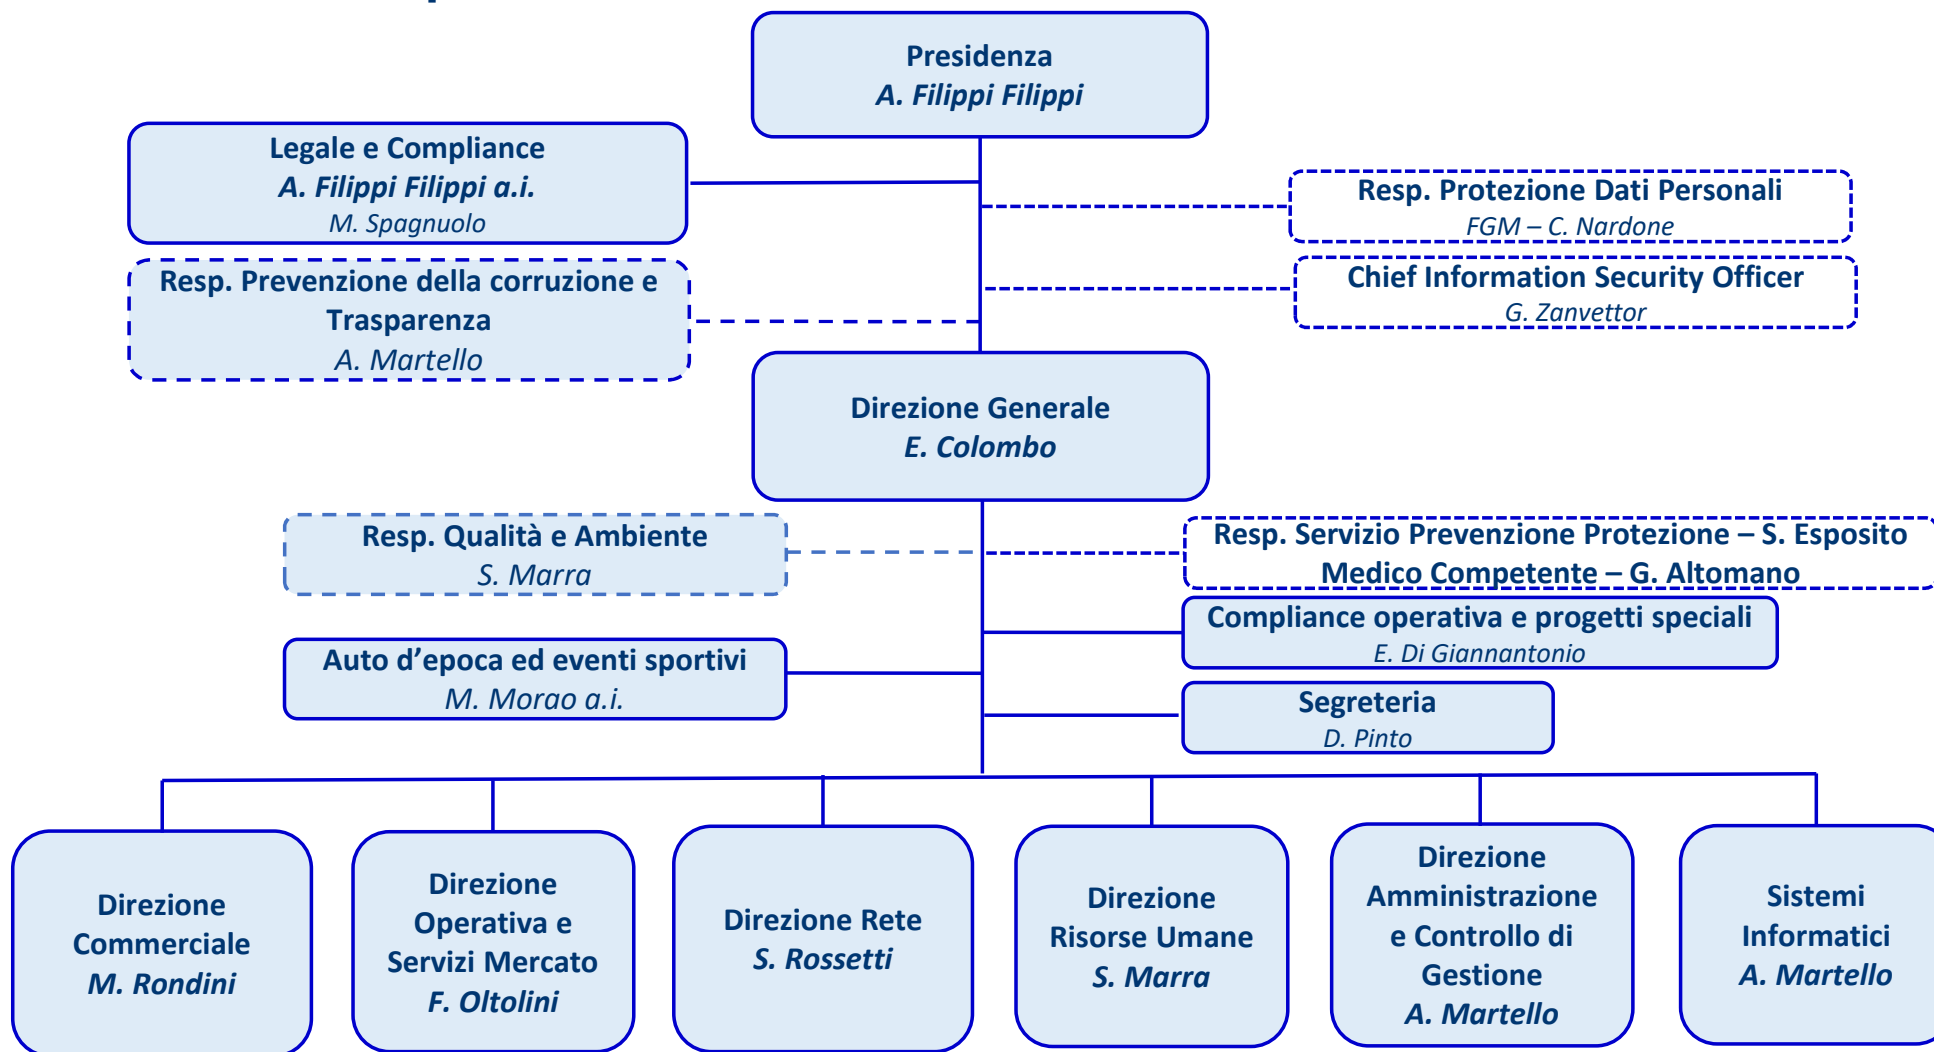 Presidenza
A. Filippi Filippi
Legale e Compliance
A. Filippi Filippi a.i.
M. Spagnuolo
Resp. Protezione Dati Personali
FGM – C. Nardone
Resp. Prevenzione della corruzione e
Trasparenza
A. Martello
Chief Information Security Officer
G. Zanvettor
Direzione Generale
E. Colombo
Resp. Qualità e Ambiente
S. Marra
Resp. Servizio Prevenzione Protezione – S. Esposito
Medico Competente – G. Altomano
Compliance operativa e progetti speciali
E. Di Giannantonio
Auto d’epoca ed eventi sportivi
M. Morao a.i.
Segreteria
D. Pinto
Direzione
Commerciale
M. Rondini
Direzione
Operativa e
Servizi Mercato
F. Oltolini
Direzione Rete
S. Rossetti
Direzione
Risorse Umane
S. Marra
Direzione
Amministrazione
e Controllo di
Gestione
A. Martello
Sistemi
Informatici
A. Martello